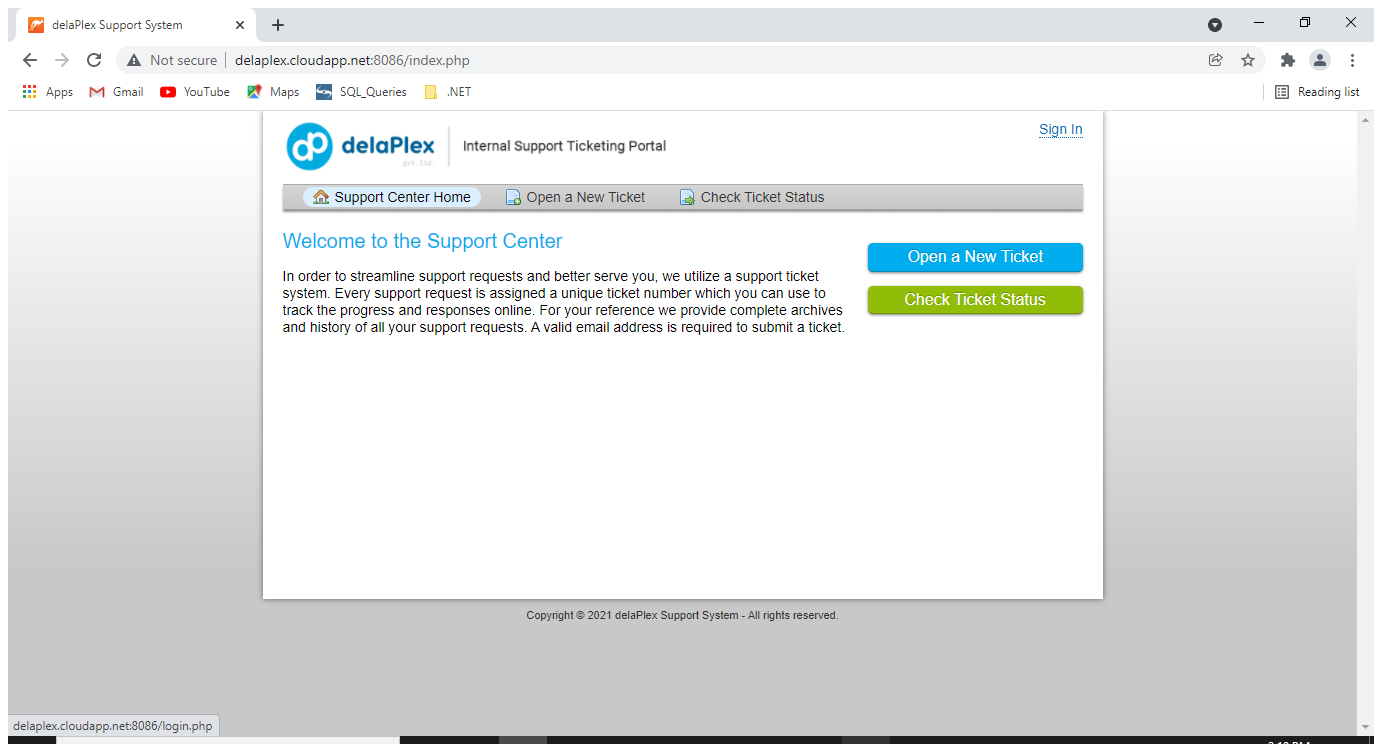 delaPlex Support System
Not secure
delaplex.cloudapp.net:8086/index.php
Apps
Gmail
YouTube
Maps
SQL_Queries
.NET
Reading list
dp
delaPlex
pvt.ltd.
Internal Support Ticketing Portal
Sign In
Support Center Home
Open a New Ticket
Check Ticket Status
Welcome to the Support Center
In order to streamline support requests and better serve you, we utilize a support ticket
system. Every support request is assigned a unique ticket number which you can use to
track the progress and responses online. For your reference we provide complete archives
and history of all your support requests. A valid email address is required to submit a ticket.
Open a New Ticket
Check Ticket Status
Copyright © 2021 delaPlex Support System - All rights reserved.
delaplex.cloudapp.net:8086/login.php